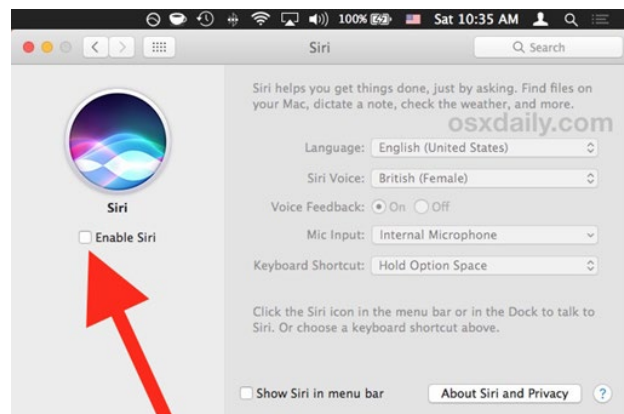 100% Sat 10:35 AM
Siri
Search
Siri helps you get things done, just by asking. Find files on
your Mac, dictate a note, check the weather, and more.
osxdaily.com
Language: English (United States)
Siri Voice: British (Female)
Siri
Voice Feedback: On Off
Enable Siri
Mic Input: Internal Microphone
Keyboard Shortcut: Hold Option Space
Click the Siri icon in the menu bar or in the Dock to talk to
Siri. Or choose a keyboard shortcut above.
Show Siri in menu bar
About Siri and Privacy ?